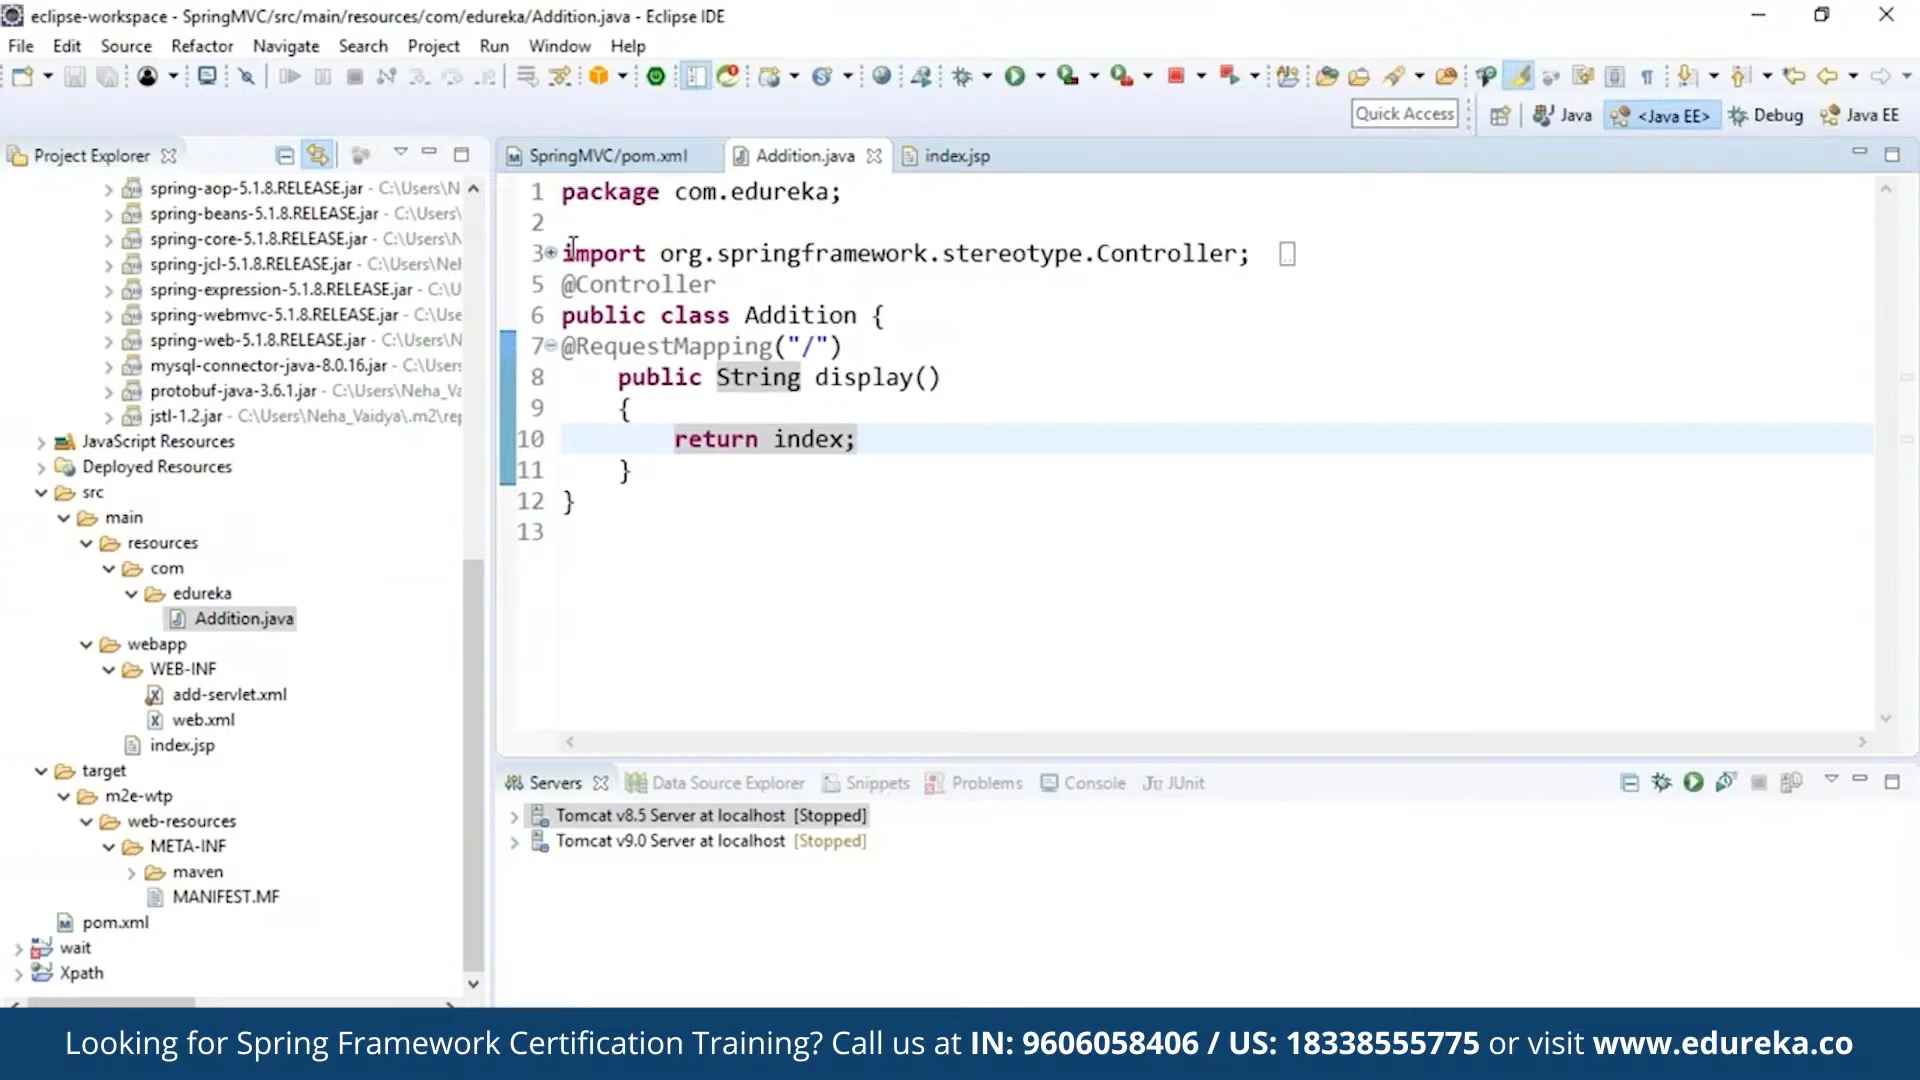 eclipse-workspace - SpringMVC/src/main/resources/com/edureka/Addition.java - Eclipse IDE
File Edit Source Refactor Navigate Search Project Run Window Help
Quick Access Java <Java EE> Debug Java EE
Project Explorer
spring-aop-5.1.8.RELEASE.jar - C:\Users\N
spring-beans-5.1.8.RELEASE.jar - C:\Users\
spring-core-5.1.8.RELEASE.jar - C:\Users\N
spring-jcl-5.1.8.RELEASE.jar - C:\Users\Nel
spring-expression-5.1.8.RELEASE.jar - C:\U
spring-webmvc-5.1.8.RELEASE.jar - C:\Use
spring-web-5.1.8.RELEASE.jar - C:\Users\N
mysql-connector-java-8.0.16.jar - C:\Users
protobuf-java-3.6.1.jar - C:\Users\Neha_Va
jstl-1.2.jar - C:\Users\Neha_Vaidya\.m2\rep
JavaScript Resources
Deployed Resources
src
main
resources
com
edureka
Addition.java
webapp
WEB-INF
add-servlet.xml
web.xml
index.jsp
target
m2e-wtp
web-resources
META-INF
maven
MANIFEST.MF
pom.xml
wait
Xpath
SpringMVC/pom.xml Addition.java index.jsp
1 package com.edureka;
2
3 import org.springframework.stereotype.Controller;
5 @Controller
6 public class Addition {
7 @RequestMapping("/")
8 public String display()
9 {
10 return index;
11 }
12 }
13
Servers Data Source Explorer Snippets Problems Console JUnit
Tomcat v8.5 Server at localhost [Stopped]
Tomcat v9.0 Server at localhost [Stopped]
Looking for Spring Framework Certification Training? Call us at IN: 9606058406 / US: 18338555775 or visit www.edureka.co